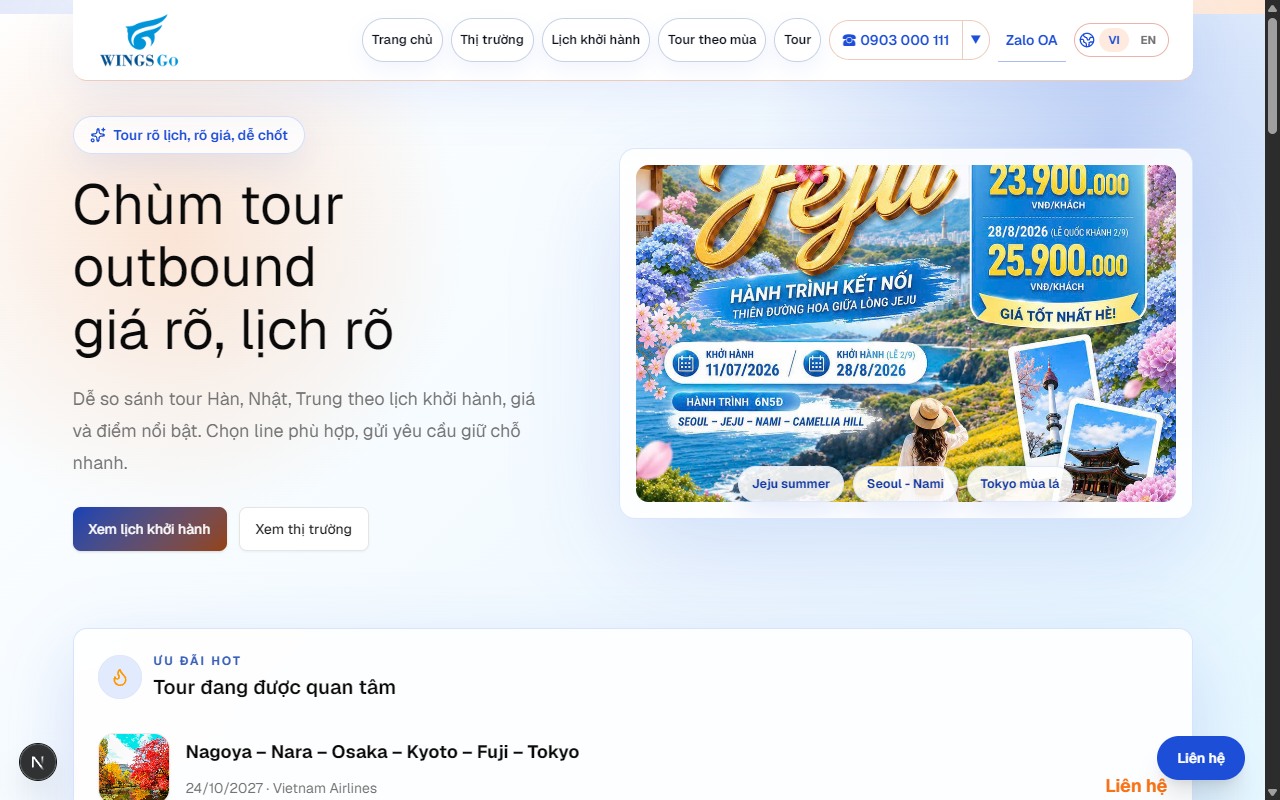 WINGS Go
Trang chủ
Thị trường
Lịch khởi hành
Tour theo mùa
Tour
☎ 0903 000 111
▼
Zalo OA
VI
EN
Tour rõ lịch, rõ giá, dễ chốt
Chùm tour
outbound
giá rõ, lịch rõ
Dễ so sánh tour Hàn, Nhật, Trung theo lịch khởi hành, giá
và điểm nổi bật. Chọn line phù hợp, gửi yêu cầu giữ chỗ
nhanh.
Xem lịch khởi hành
Xem thị trường
Jeju
23.900.000
VNĐ/KHÁCH
28/8/2026 (LỄ QUỐC KHÁNH 2/9)
25.900.000
VNĐ/KHÁCH
GIÁ TỐT NHẤT HÈ!
HÀNH TRÌNH KẾT NỐI
THIÊN ĐƯỜNG HOA GIỮA LÒNG JEJU
KHỞI HÀNH
11/07/2026
KHỞI HÀNH (LỄ 2/9)
28/8/2026
HÀNH TRÌNH 6N5Đ
SEOUL – JEJU – NAMI – CAMELLIA HILL
Jeju summer
Seoul - Nami
Tokyo mùa lá
ƯU ĐÃI HOT
Tour đang được quan tâm
Nagoya – Nara – Osaka – Kyoto – Fuji – Tokyo
24/10/2027 · Vietnam Airlines
Liên hệ
Liên hệ
N